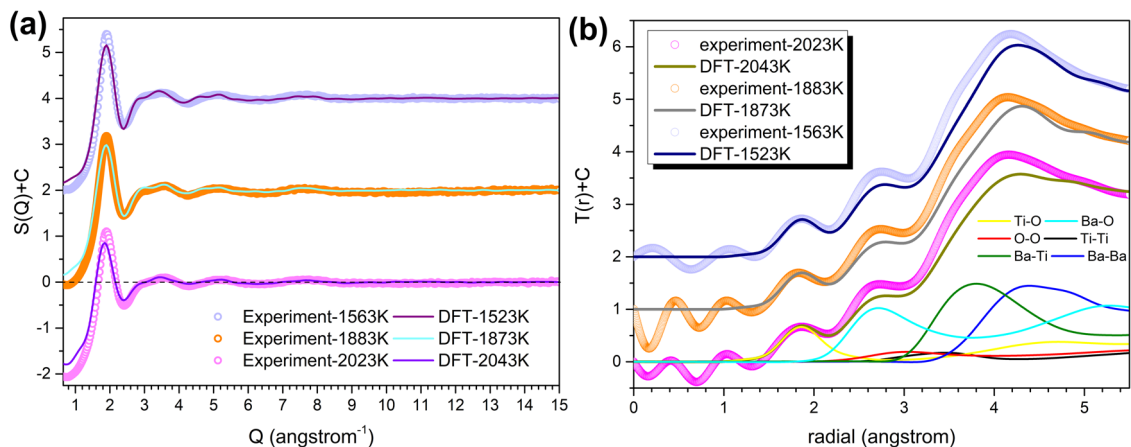 (a)
S(Q)+C
5
4
3
2
1
0
-1
-2
Experiment-1563K DFT-1523K
Experiment-1883K DFT-1873K
Experiment-2023K DFT-2043K
1 2 3 4 5 6 7 8 9 10 11 12 13 14 15
Q (angstrom⁻¹)
(b)
T(r)+C
6
5
4
3
2
1
0
experiment-2023K
DFT-2043K
experiment-1883K
DFT-1873K
experiment-1563K
DFT-1523K
Ti-O Ba-O
O-O Ti-Ti
Ba-Ti Ba-Ba
0 1 2 3 4 5
radial (angstrom)